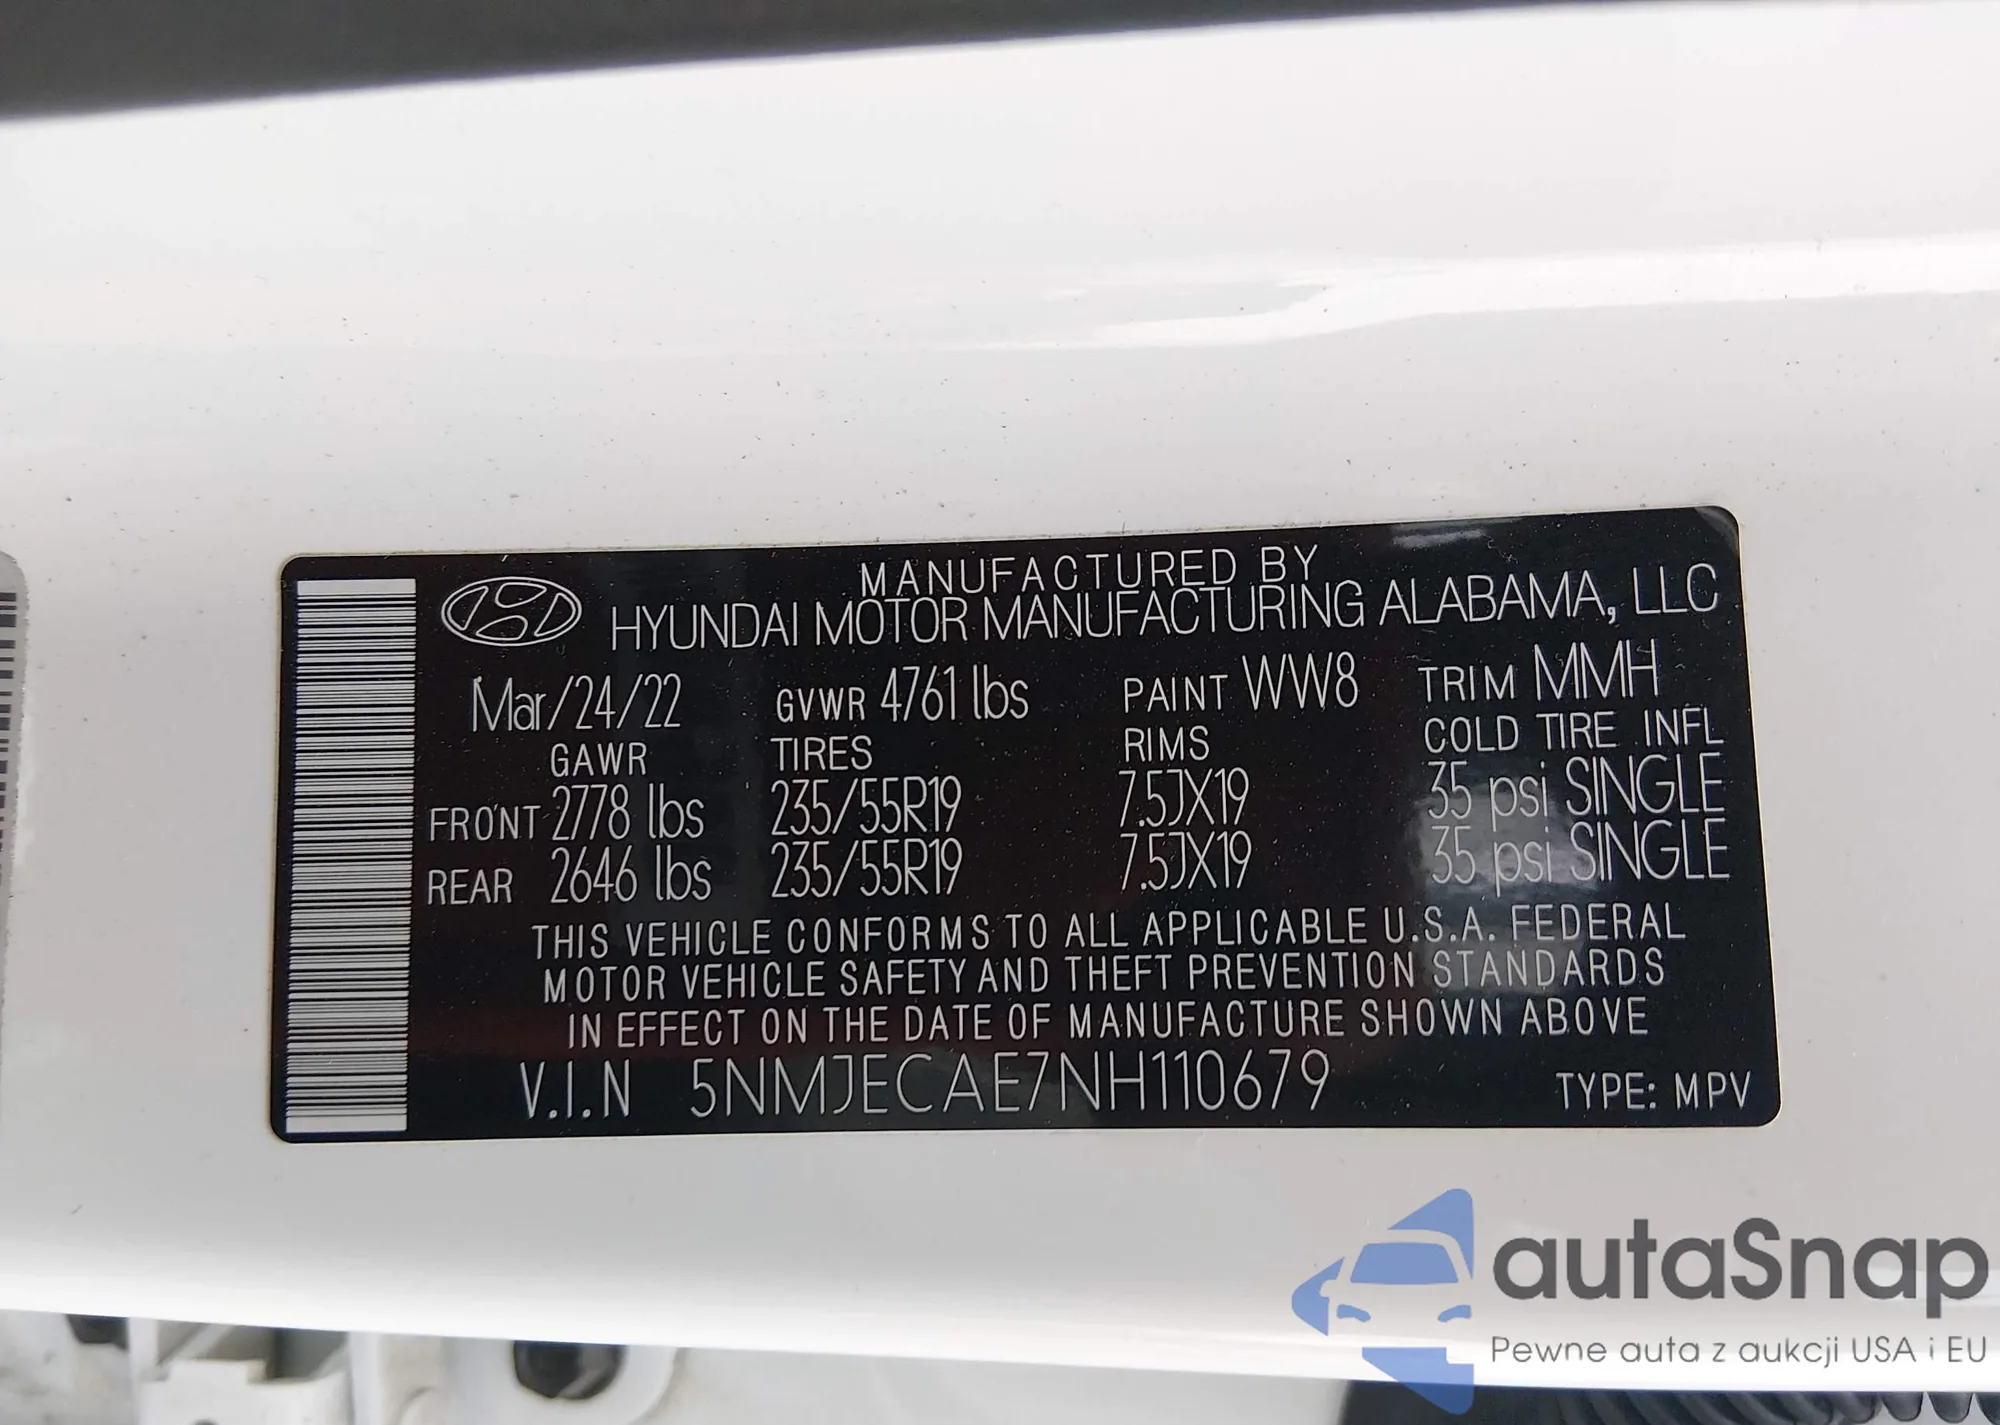 MANUFACTURED BY
HYUNDAI MOTOR MANUFACTURING ALABAMA, LLC
Mar/24/22 GVWR 4761 lbs PAINT WW8 TRIM MMH
GAWR TIRES RIMS COLD TIRE INFL
FRONT 2778 lbs 235/55R19 7.5JX19 35 psi SINGLE
REAR 2646 lbs 235/55R19 7.5JX19 35 psi SINGLE
THIS VEHICLE CONFORMS TO ALL APPLICABLE U.S.A. FEDERAL
MOTOR VEHICLE SAFETY AND THEFT PREVENTION STANDARDS
IN EFFECT ON THE DATE OF MANUFACTURE SHOWN ABOVE
V.I.N 5NMJECAE7NH110679 TYPE: MPV
autaSnap
Pewne auta z aukcji USA i EU